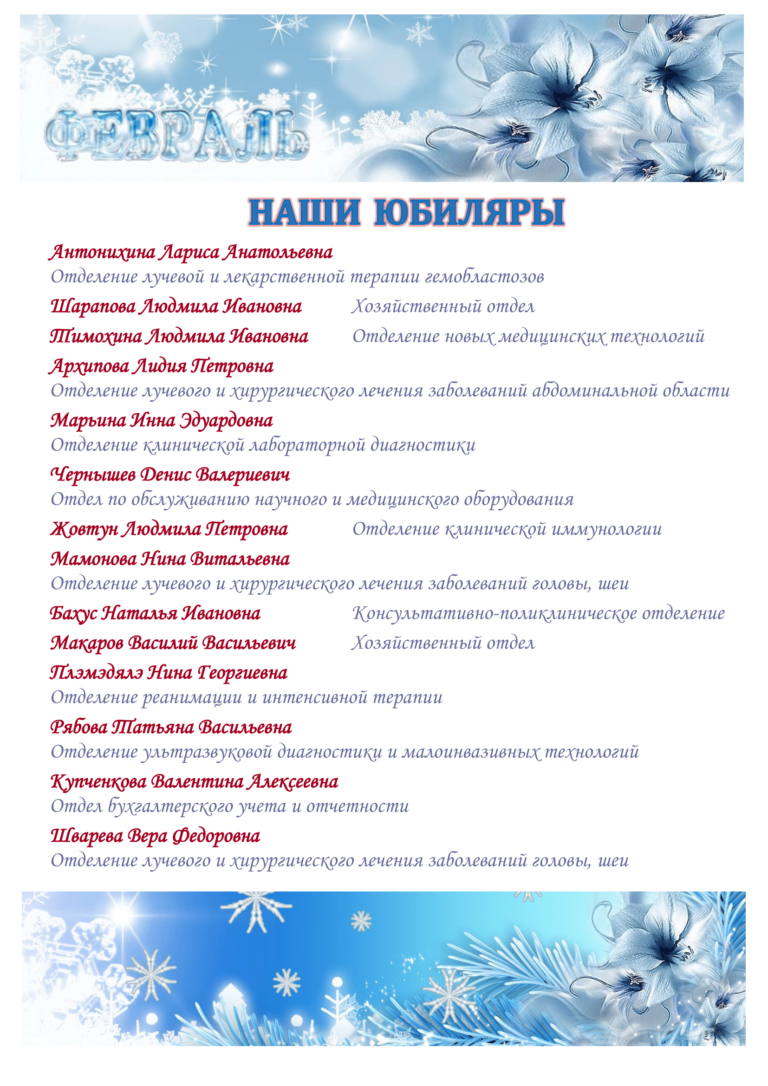 ФЕВРАЛЬ
НАШИ ЮБИЛЯРЫ
Антонихина Лариса Анатольевна
Отделение лучевой и лекарственной терапии гемобластозов
Шарапова Людмила Ивановна Хозяйственный отдел
Тимохина Людмила Ивановна Отделение новых медицинских технологий
Архипова Лидия Петровна
Отделение лучевого и хирургического лечения заболеваний абдоминальной области
Марьина Инна Эдуардовна
Отделение клинической лабораторной диагностики
Чернышев Денис Валериевич
Отдел по обслуживанию научного и медицинского оборудования
Жовтун Людмила Петровна Отделение клинической иммунологии
Мамонова Нина Витальевна
Отделение лучевого и хирургического лечения заболеваний головы, шеи
Бахус Наталья Ивановна Консультативно-поликлиническое отделение
Макаров Василий Васильевич Хозяйственный отдел
Плэмэдялэ Нина Георгиевна
Отделение реанимации и интенсивной терапии
Рябова Татьяна Васильевна
Отделение ультразвуковой диагностики и малоинвазивных технологий
Купченкова Валентина Алексеевна
Отдел бухгалтерского учета и отчетности
Шварева Вера Федоровна
Отделение лучевого и хирургического лечения заболеваний головы, шеи